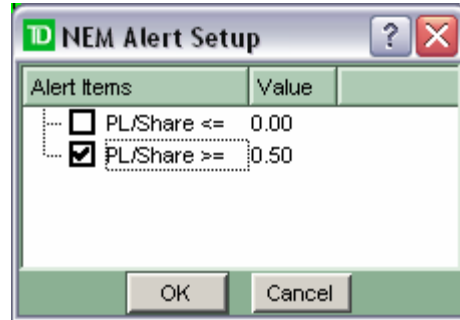 TD NEM Alert Setup ?
Alert Items Value
PL/Share <= 0.00
PL/Share >= 0.50
OK Cancel